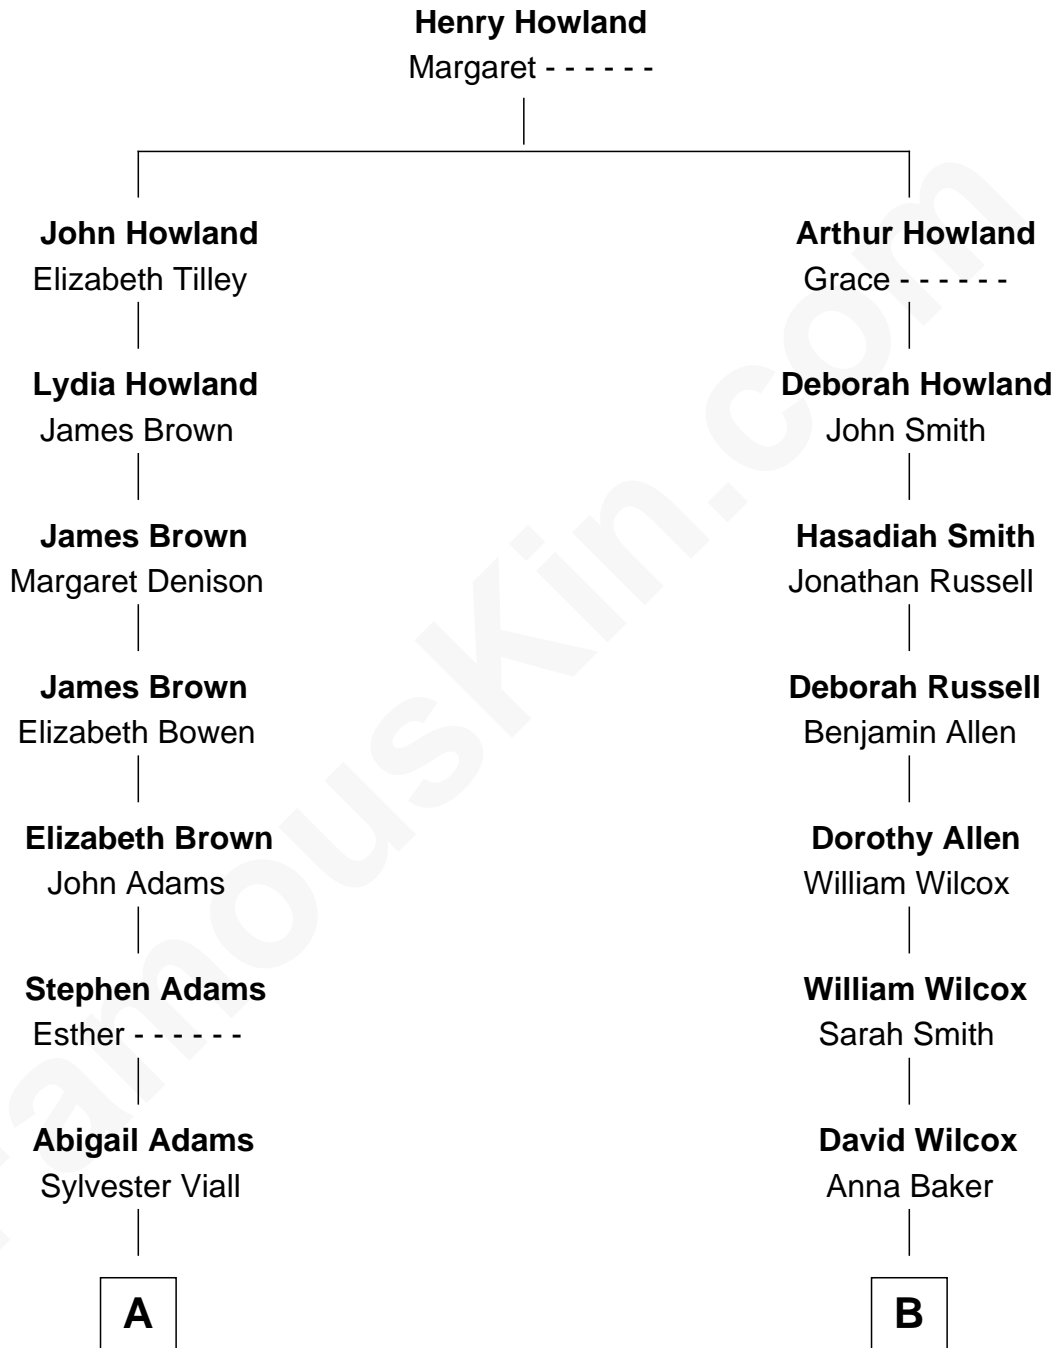 Henry Howland
Margaret - - - - - -
John Howland
Elizabeth Tilley
Arthur Howland
Grace - - - - - -
Lydia Howland
James Brown
Deborah Howland
John Smith
James Brown
Margaret Denison
Hasadiah Smith
Jonathan Russell
James Brown
Elizabeth Bowen
Deborah Russell
Benjamin Allen
Elizabeth Brown
John Adams
Dorothy Allen
William Wilcox
Stephen Adams
Esther - - - - - -
William Wilcox
Sarah Smith
Abigail Adams
Sylvester Viall
David Wilcox
Anna Baker
A
B
FamousKin.com